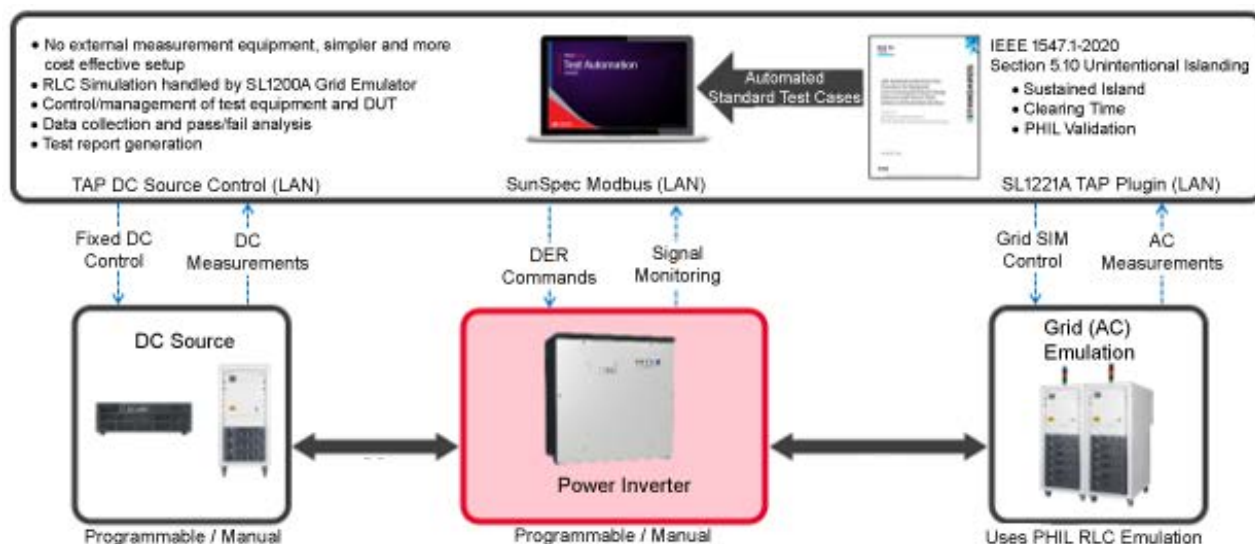 • No external measurement equipment, simpler and more
cost effective setup
• RLC Simulation handled by SL1200A Grid Emulator
• Control/management of test equipment and DUT
• Data collection and pass/fail analysis
• Test report generation
Test Automation
Automated
Standard Test Cases
IEEE 1547.1-2020
Section 5.10 Unintentional Islanding
• Sustained Island
• Clearing Time
• PHIL Validation
TAP DC Source Control (LAN)
SunSpec Modbus (LAN)
SL1221A TAP Plugin (LAN)
Fixed DC
Control
DC
Measurements
DER
Commands
Signal
Monitoring
Grid SIM
Control
AC
Measurements
DC Source
Power Inverter
Grid (AC)
Emulation
Programmable / Manual
Programmable / Manual
Uses PHIL RLC Emulation